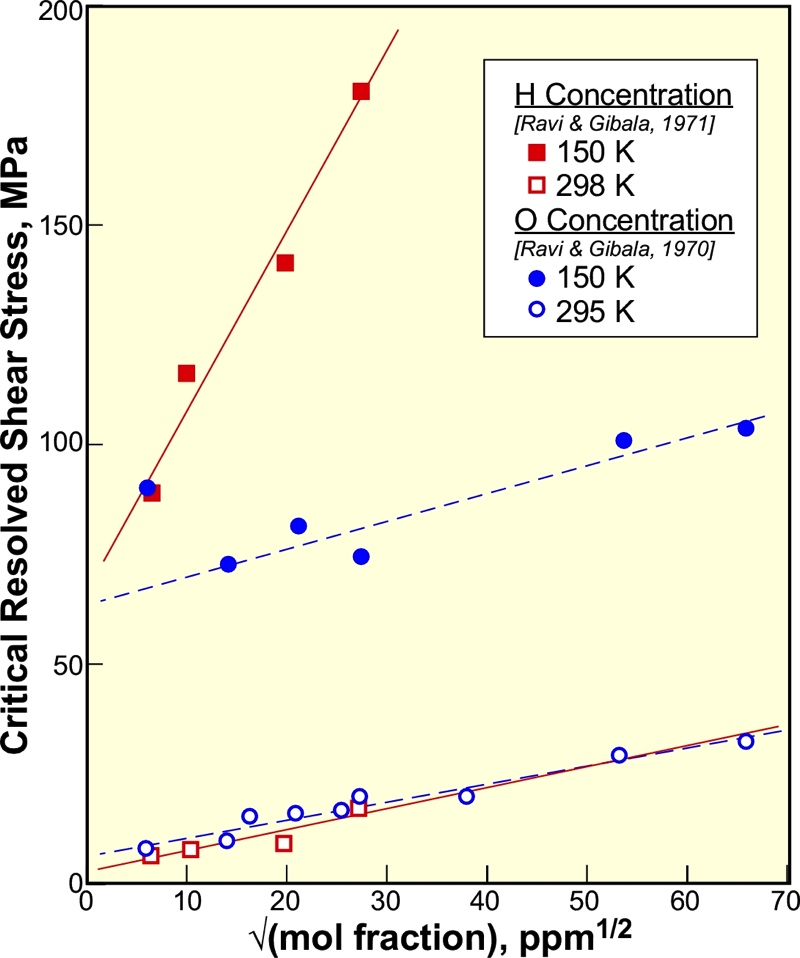 Critical Resolved Shear Stress, MPa
200
150
100
50
0
H Concentration
[Ravi & Gibala, 1971]
150 K
298 K
O Concentration
[Ravi & Gibala, 1970]
150 K
295 K
0 10 20 30 40 50 60 70
√(mol fraction), ppm1/2